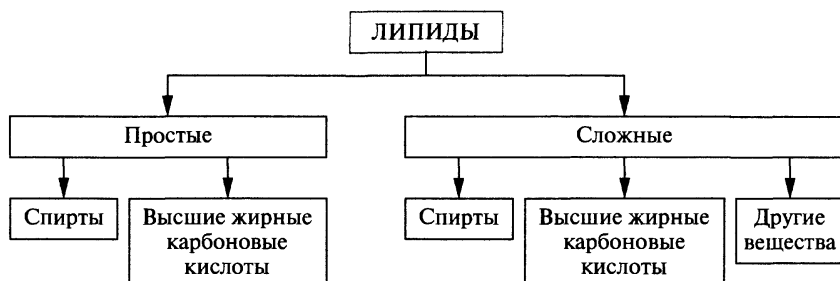 ЛИПИДЫ
Простые
Сложные
Спирты
Высшие жирные
карбоновые
кислоты
Спирты
Высшие жирные
карбоновые
кислоты
Другие
вещества